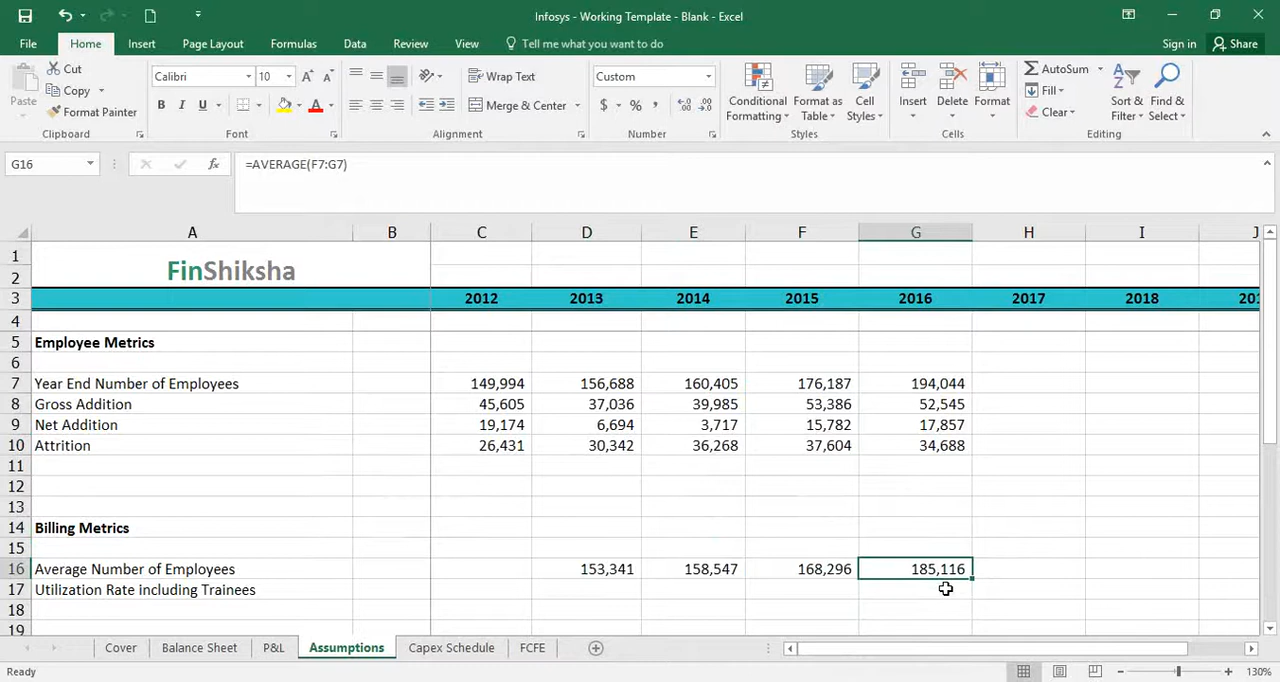 Infosys - Working Template - Blank - Excel
File Home Insert Page Layout Formulas Data Review View Tell me what you want to do Sign in Share
Paste Cut Copy Format Painter Clipboard
Calibri 10 A A B I U A Font
Wrap Text Merge & Center Alignment
Custom $ % , Number
Conditional Formatting Format as Table Cell Styles Styles
Insert Delete Format Cells
AutoSum Fill Clear Sort & Filter Find & Select Editing
G16 fx =AVERAGE(F7:G7)
A B C D E F G H I J
1
2 FinShiksha
3 2012 2013 2014 2015 2016 2017 2018 20
4
5 Employee Metrics
6
7 Year End Number of Employees 149,994 156,688 160,405 176,187 194,044
8 Gross Addition 45,605 37,036 39,985 53,386 52,545
9 Net Addition 19,174 6,694 3,717 15,782 17,857
10 Attrition 26,431 30,342 36,268 37,604 34,688
11
12
13
14 Billing Metrics
15
16 Average Number of Employees 153,341 158,547 168,296 185,116
17 Utilization Rate including Trainees
18
19
Cover Balance Sheet P&L Assumptions Capex Schedule FCFE
Ready 130%